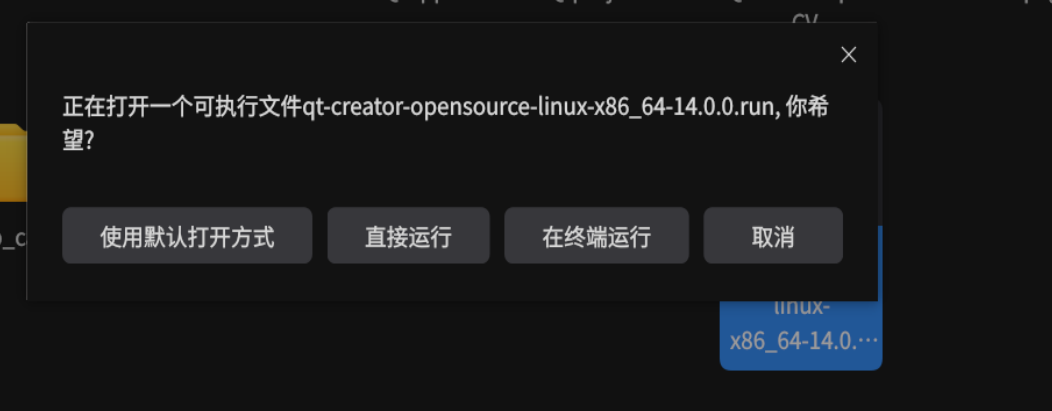 CV
正在打开一个可执行文件qt-creator-opensource-linux-x86_64-14.0.0.run, 你希
望?
_c
使用默认打开方式
直接运行
在终端运行
取消
linux-
x86_64-14.0.…